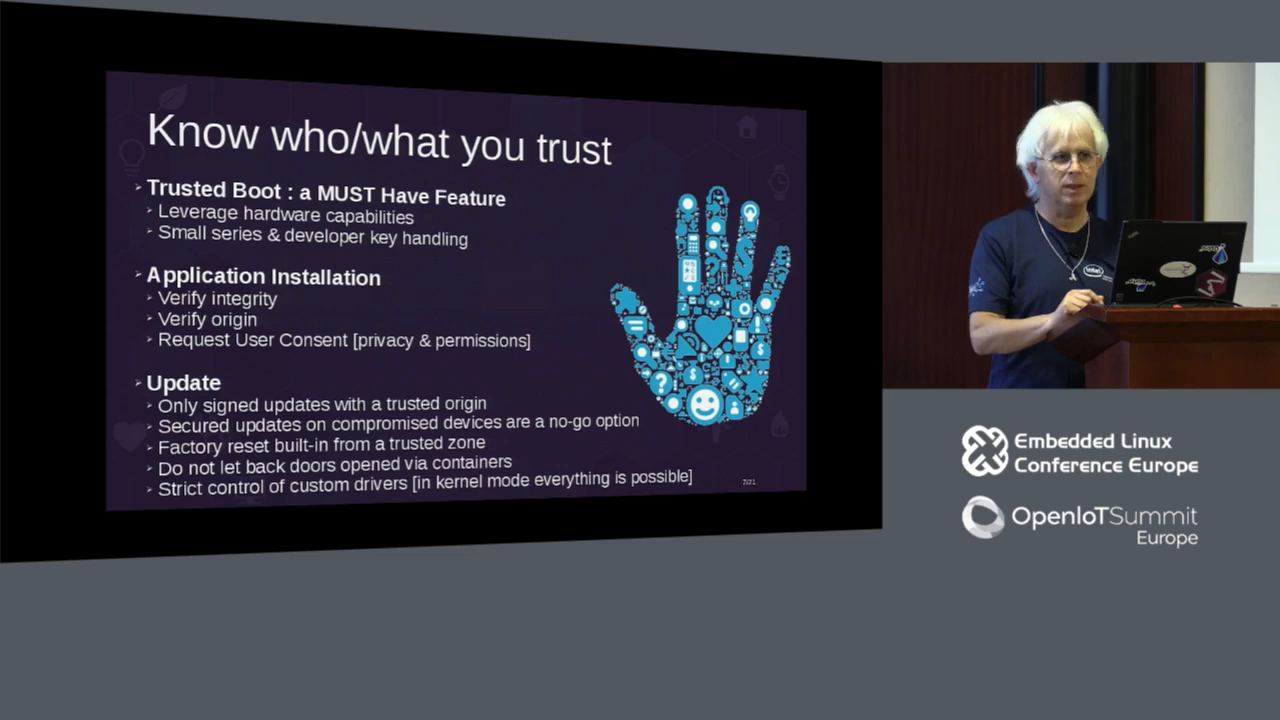 Know who/what you trust
Trusted Boot : a MUST Have Feature
Leverage hardware capabilities
Small series & developer key handling
Application Installation
Verify integrity
Verify origin
Request User Consent [privacy & permissions]
Update
Only signed updates with a trusted origin
Secured updates on compromised devices are a no-go option
Factory reset built-in from a trusted zone
Do not let back doors opened via containers
Strict control of custom drivers [in kernel mode everything is possible]
7/21
intel
Embedded Linux
Conference Europe
OpenIoTSummit
Europe